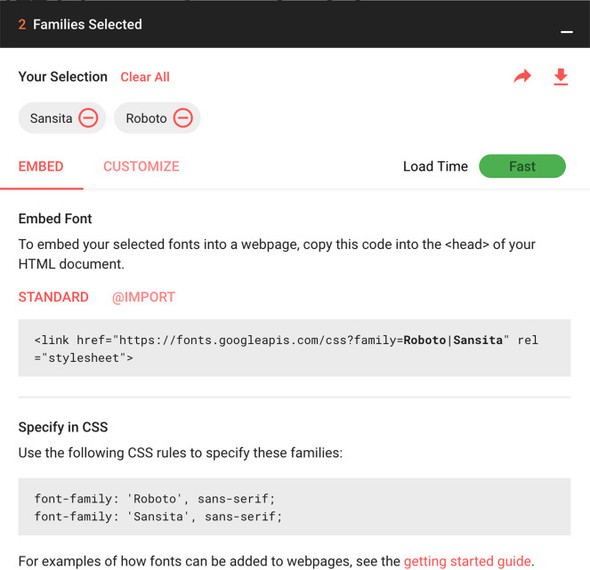 2 Families Selected
Your Selection Clear All
Sansita Roboto
EMBED CUSTOMIZE Load Time Fast
Embed Font
To embed your selected fonts into a webpage, copy this code into the <head> of your
HTML document.
STANDARD @IMPORT
<link href="https://fonts.googleapis.com/css?family=Roboto|Sansita" rel
="stylesheet">
Specify in CSS
Use the following CSS rules to specify these families:
font-family: 'Roboto', sans-serif;
font-family: 'Sansita', sans-serif;
For examples of how fonts can be added to webpages, see the getting started guide.